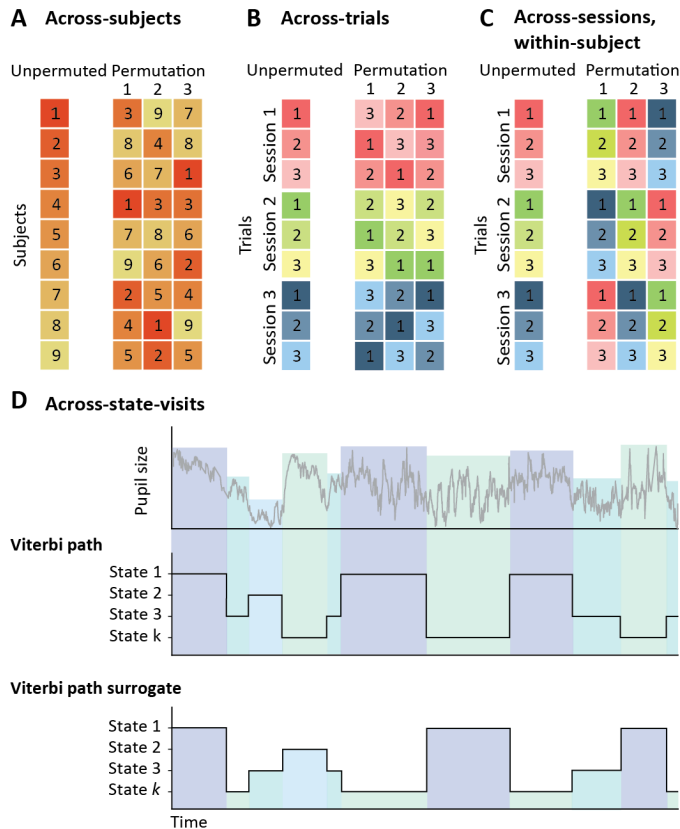 A Across-subjects
Unpermuted Permutation
1 2 3
Subjects
1 3 9 7
2 8 4 8
3 6 7 1
4 1 3 3
5 7 8 6
6 9 6 2
7 2 5 4
8 4 1 9
9 5 2 5
B Across-trials
Unpermuted Permutation
1 2 3
Trials
Session 1
1 3 2 1
2 1 3 3
3 2 1 2
Session 2
1 2 3 2
2 1 2 3
3 3 1 1
Session 3
1 3 2 1
2 2 1 3
3 1 3 2
C Across-sessions,
within-subject
Unpermuted Permutation
1 2 3
Trials
Session 1
1 1 1 1
2 2 2 2
3 3 3 3
Session 2
1 1 1 1
2 2 2 2
3 3 3 3
Session 3
1 1 1 1
2 2 2 2
3 3 3 3
D Across-state-visits
Pupil size
Viterbi path
State 1
State 2
State 3
State k
Viterbi path surrogate
State 1
State 2
State 3
State k
Time